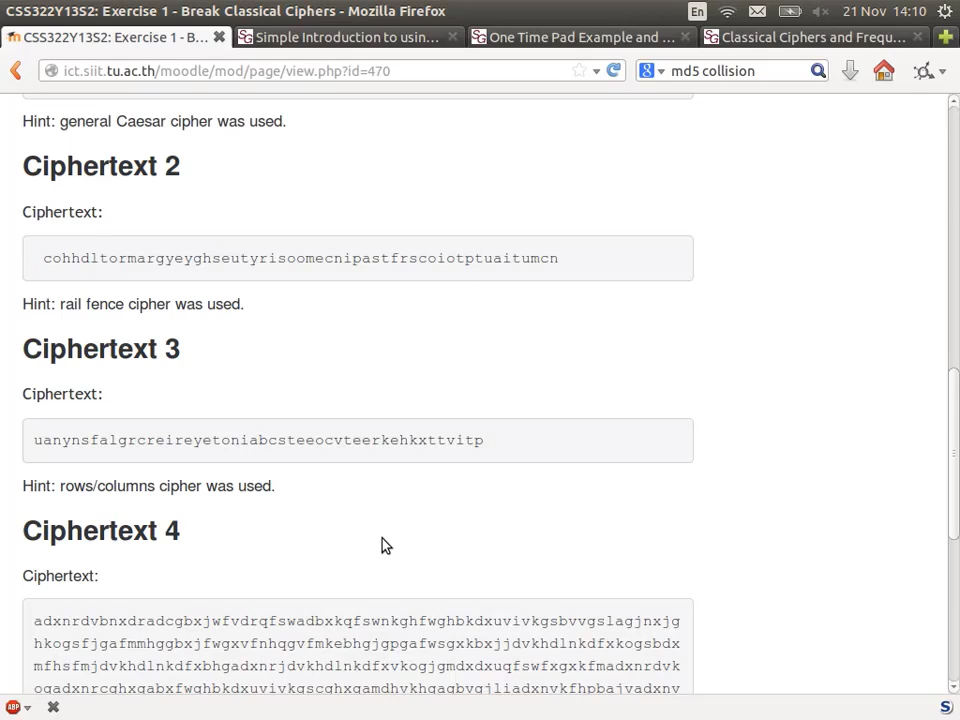 CSS322Y13S2: Exercise 1 - Break Classical Ciphers - Mozilla Firefox
En
21 Nov 14:10
CSS322Y13S2: Exercise 1 - B...
Simple Introduction to usin...
One Time Pad Example and ...
Classical Ciphers and Frequ...
ict.siit.tu.ac.th/moodle/mod/page/view.php?id=470
md5 collision
Hint: general Caesar cipher was used.
Ciphertext 2
Ciphertext:
cohhdltormargyeyghseutyrisoomecnipastfrscoiotptuaitumcn
Hint: rail fence cipher was used.
Ciphertext 3
Ciphertext:
uanynsfalgrcreireyetoniabcsteeocvteerkehkxttvitp
Hint: rows/columns cipher was used.
Ciphertext 4
Ciphertext:
adxnrdvbnxdradcgbxjwfvdrqfswadbxkqfswnkghfwghbkdxuvivkgsbvvgslagjnxjg
hkogsfjgafmmhggbxjfwgxvfnhqgvfmkebhgjgpgafwsgxkbxjjdvkhdlnkdfxkogsbdx
mfhsfmjdvkhdlnkdfxbhgadxnrjdvkhdlnkdfxvkogjgmdxdxuqfswfxgxkfmadxnrdvk
ogadxnrcghxgabxfwghbkdxuvivkgscghxgamdhvkhgagbvgjliadxnvkfhpbajvadxnv
ABP
S